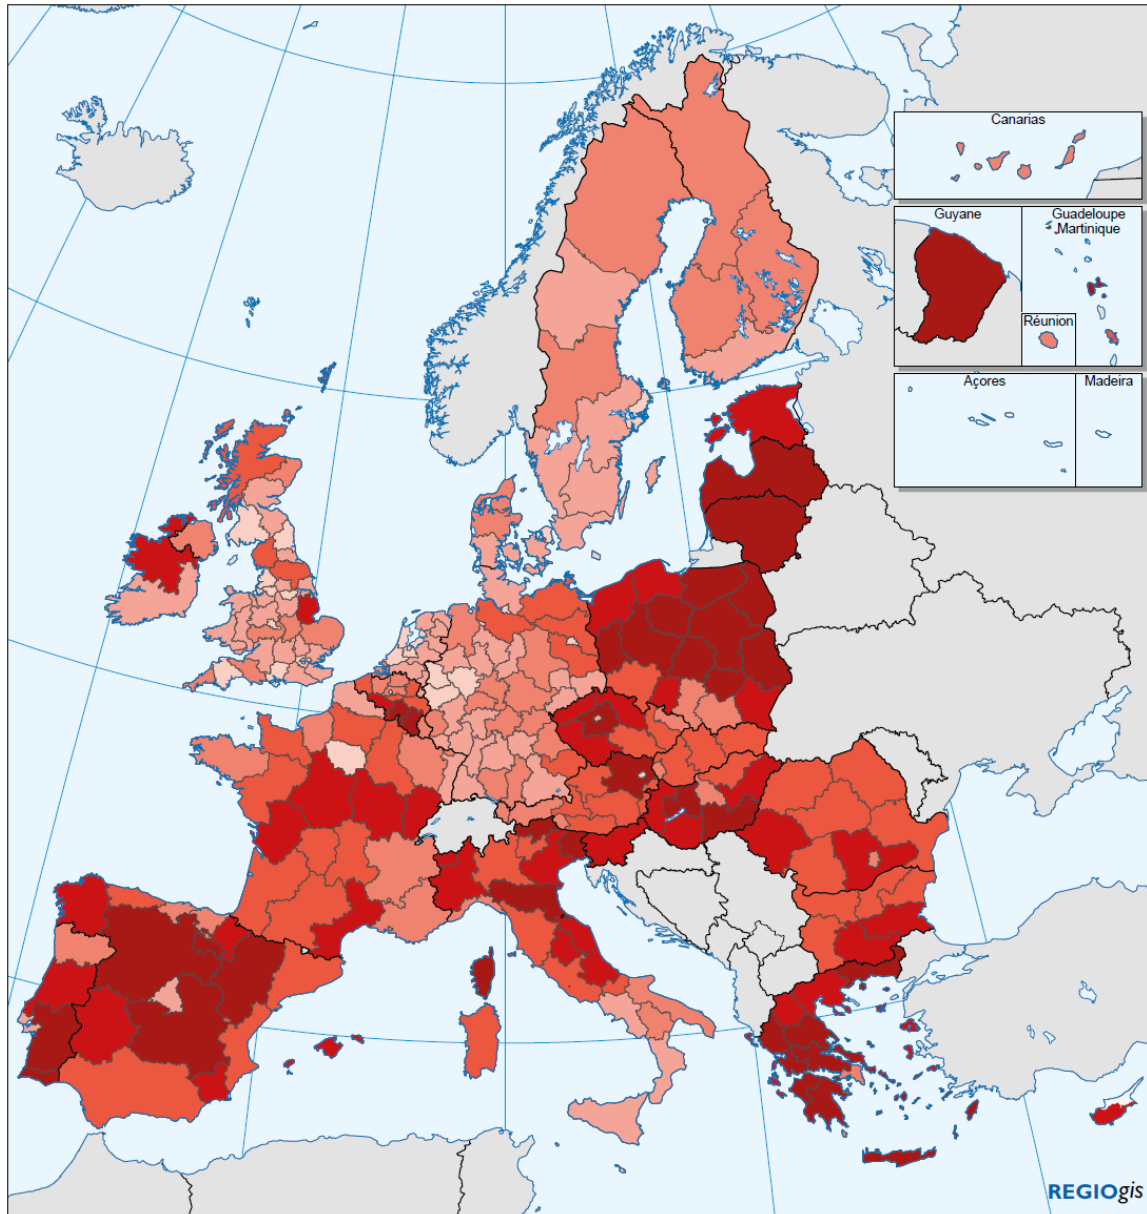 Canarias
Guyane
Guadeloupe
Martinique
Réunion
Açores
Madeira
REGIOgis